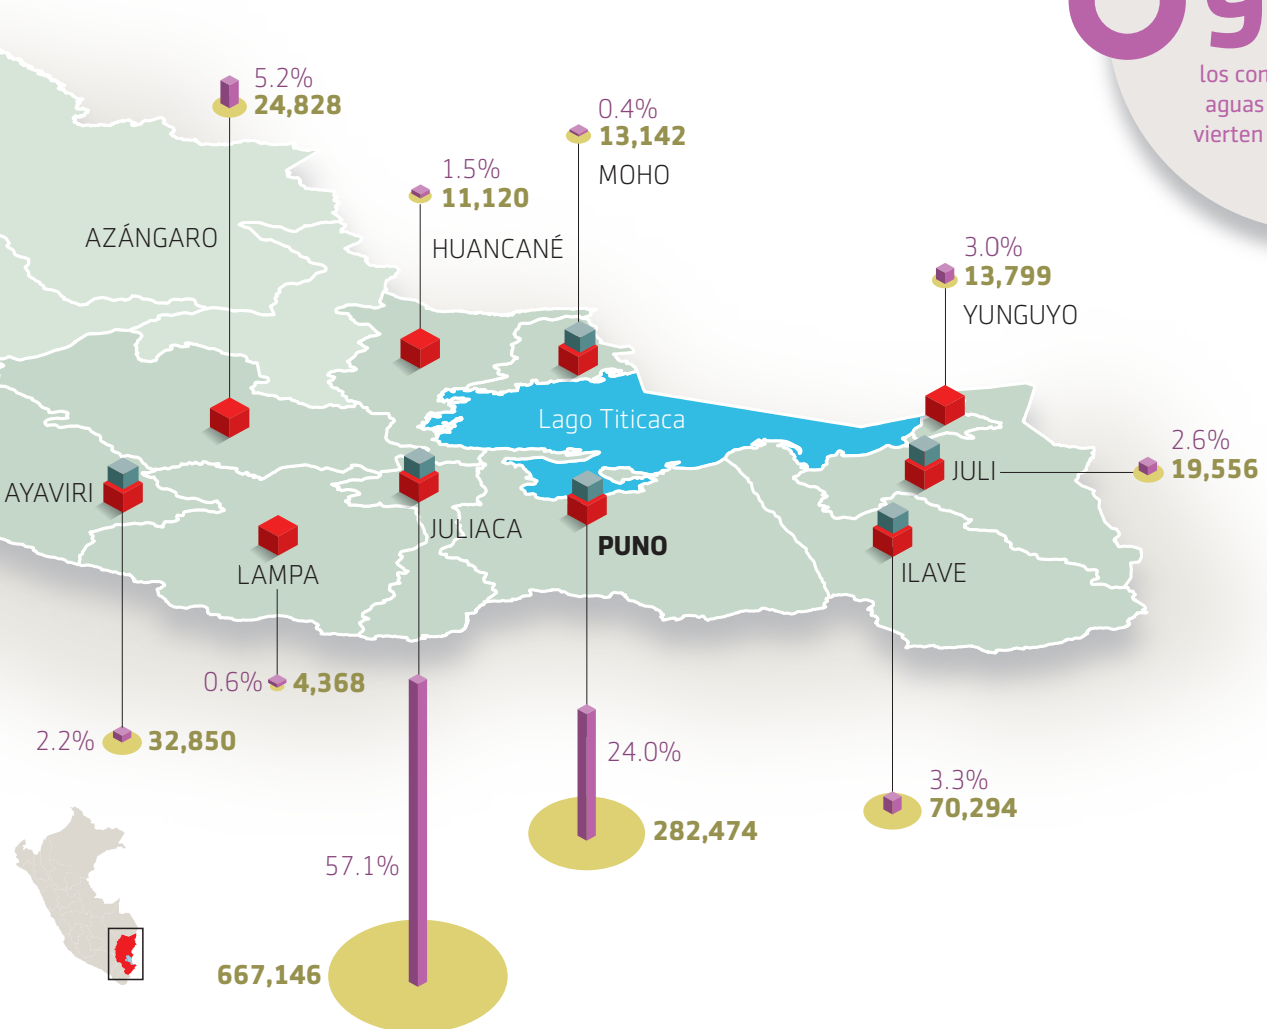 los
aguas
vierten
5.2%
24,828
AZÁNGARO
0.4%
13,142
MOHO
1.5%
11,120
HUANCANÉ
3.0%
13,799
YUNGUYO
Lago Titicaca
2.6%
19,556
JULI
AYAVIRI
JULIACA
PUNO
LAMPA
ILAVE
0.6%
4,368
2.2%
32,850
24.0%
282,474
3.3%
70,294
57.1%
667,146